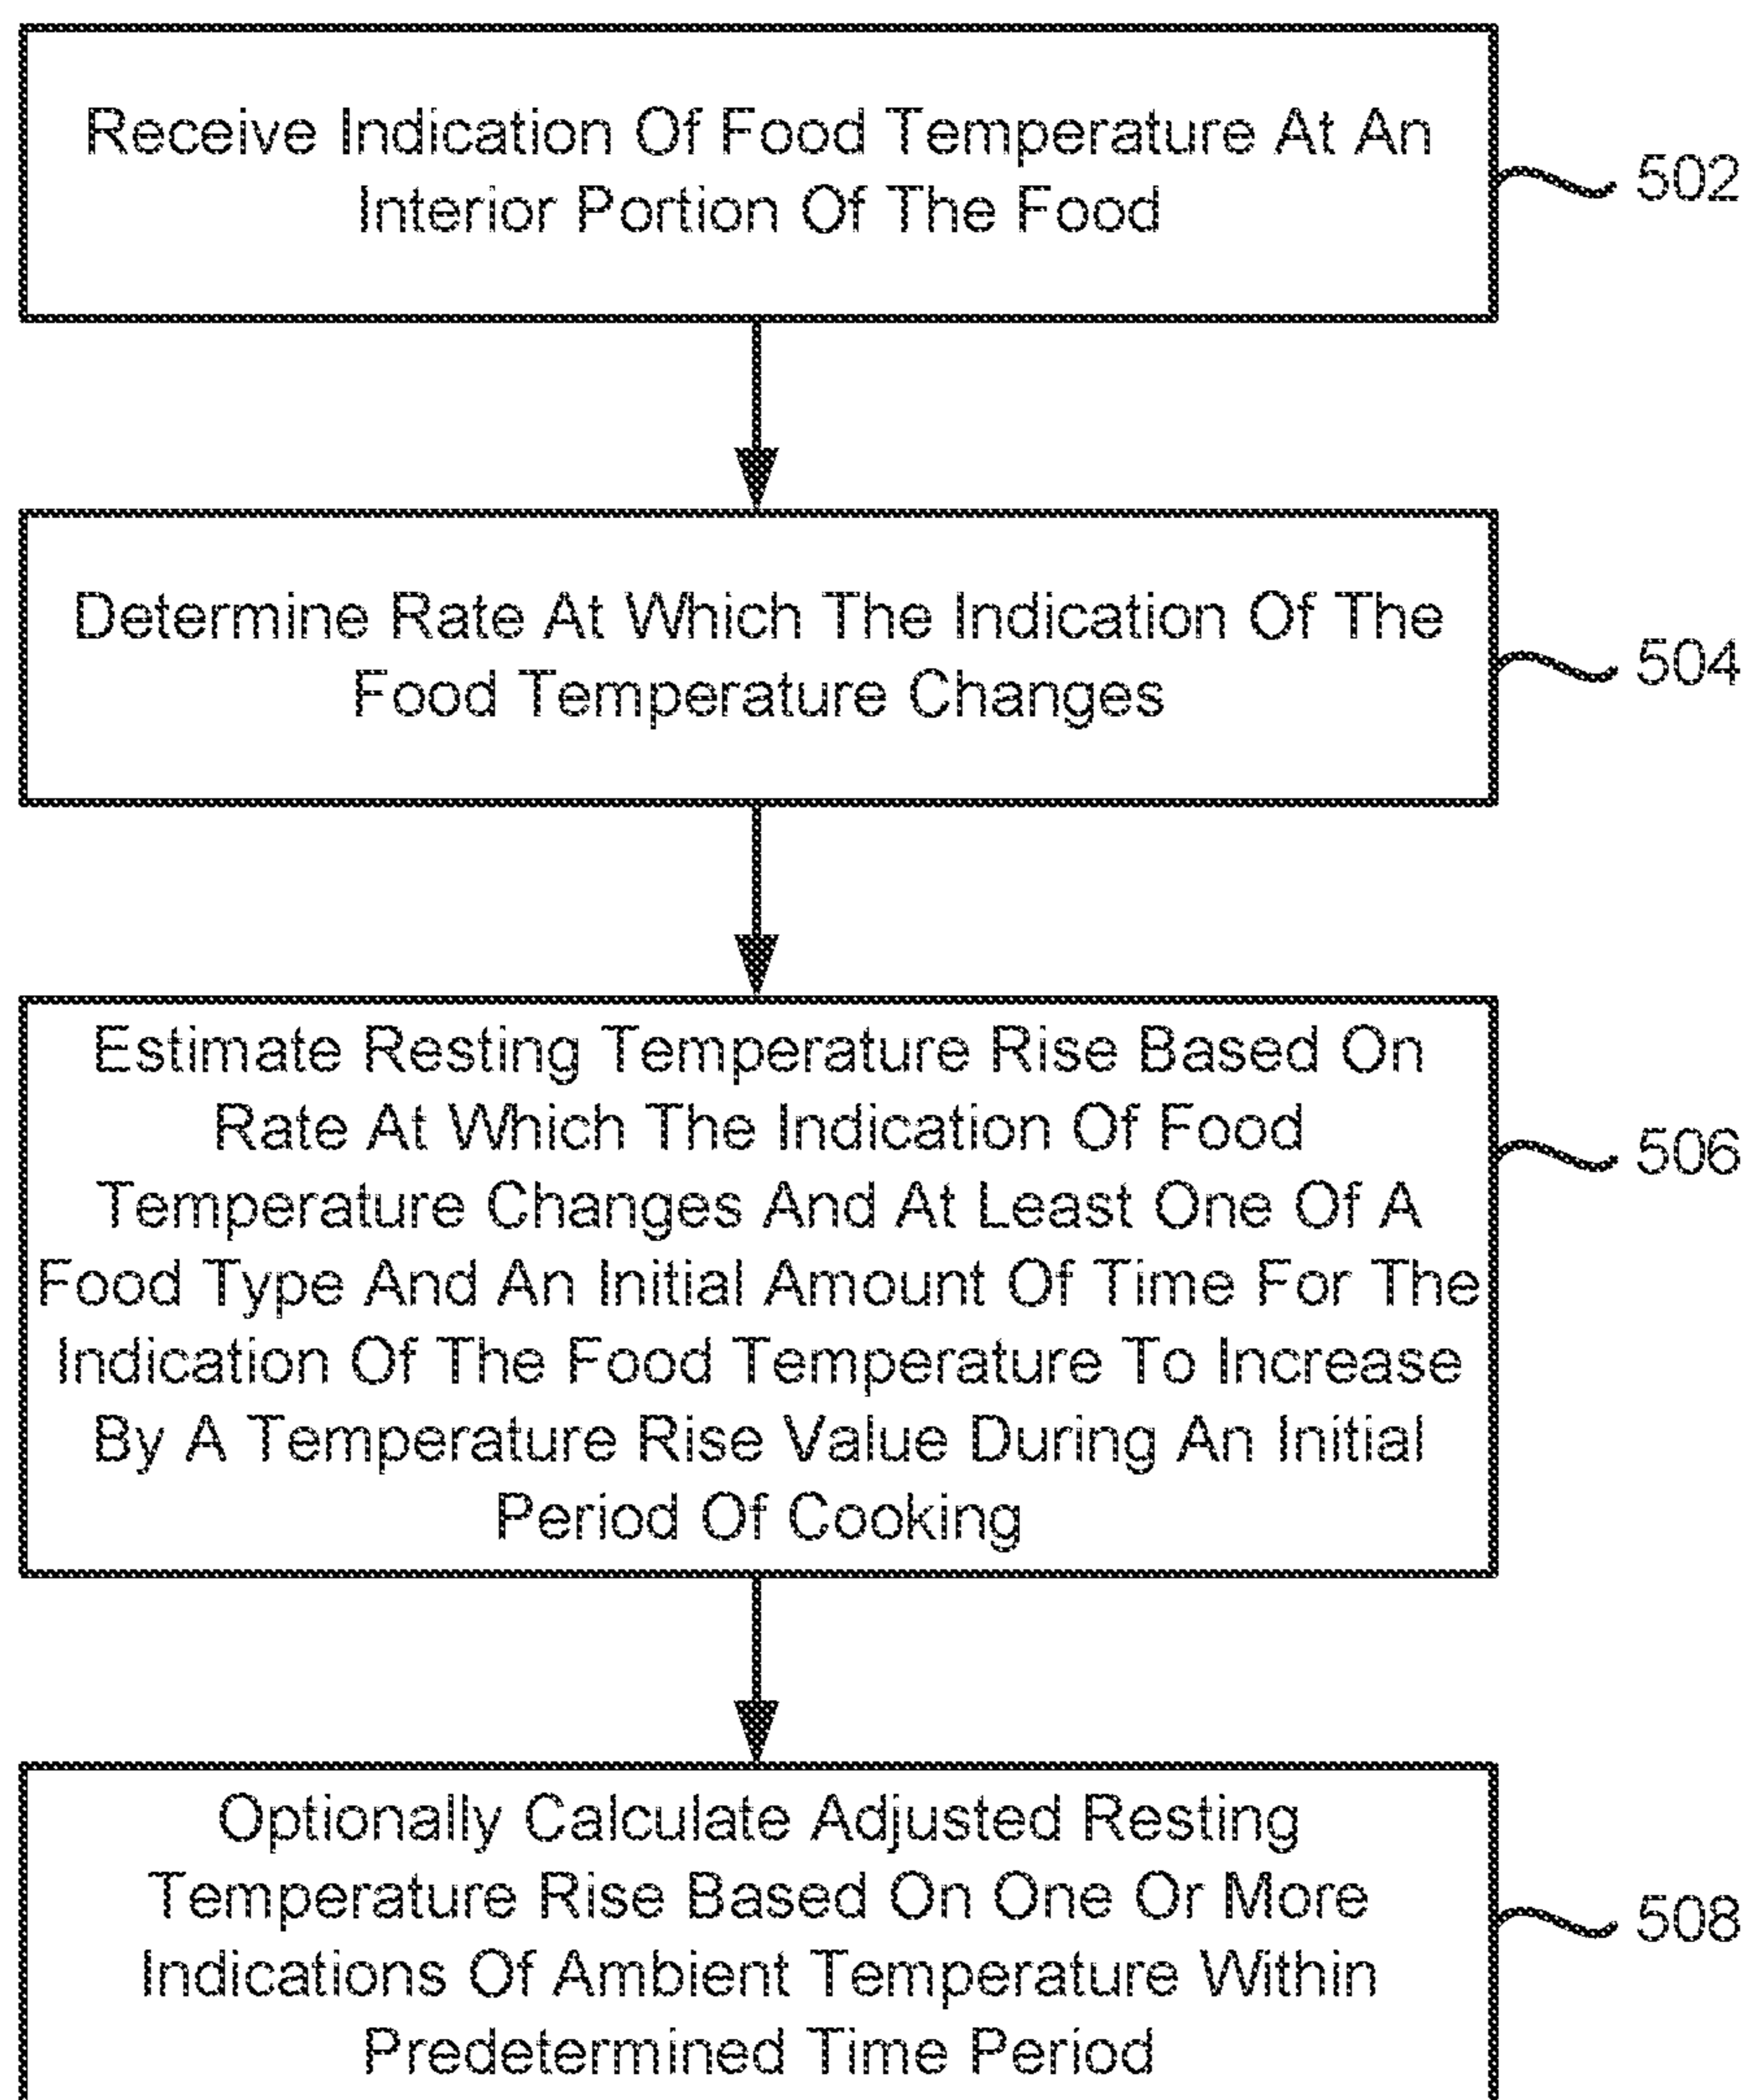 Receive Indication Of Food Temperature At An
Interior Portion Of The Food
502
Determine Rate At Which The Indication Of The
Food Temperature Changes
504
Estimate Resting Temperature Rise Based On
Rate At Which The Indication Of Food
Temperature Changes And At Least One Of A
Food Type And An Initial Amount Of Time For The
Indication Of The Food Temperature To Increase
By A Temperature Rise Value During An Initial
Period Of Cooking
506
Optionally Calculate Adjusted Resting
Temperature Rise Based On One Or More
Indications Of Ambient Temperature Within
Predetermined Time Period
508